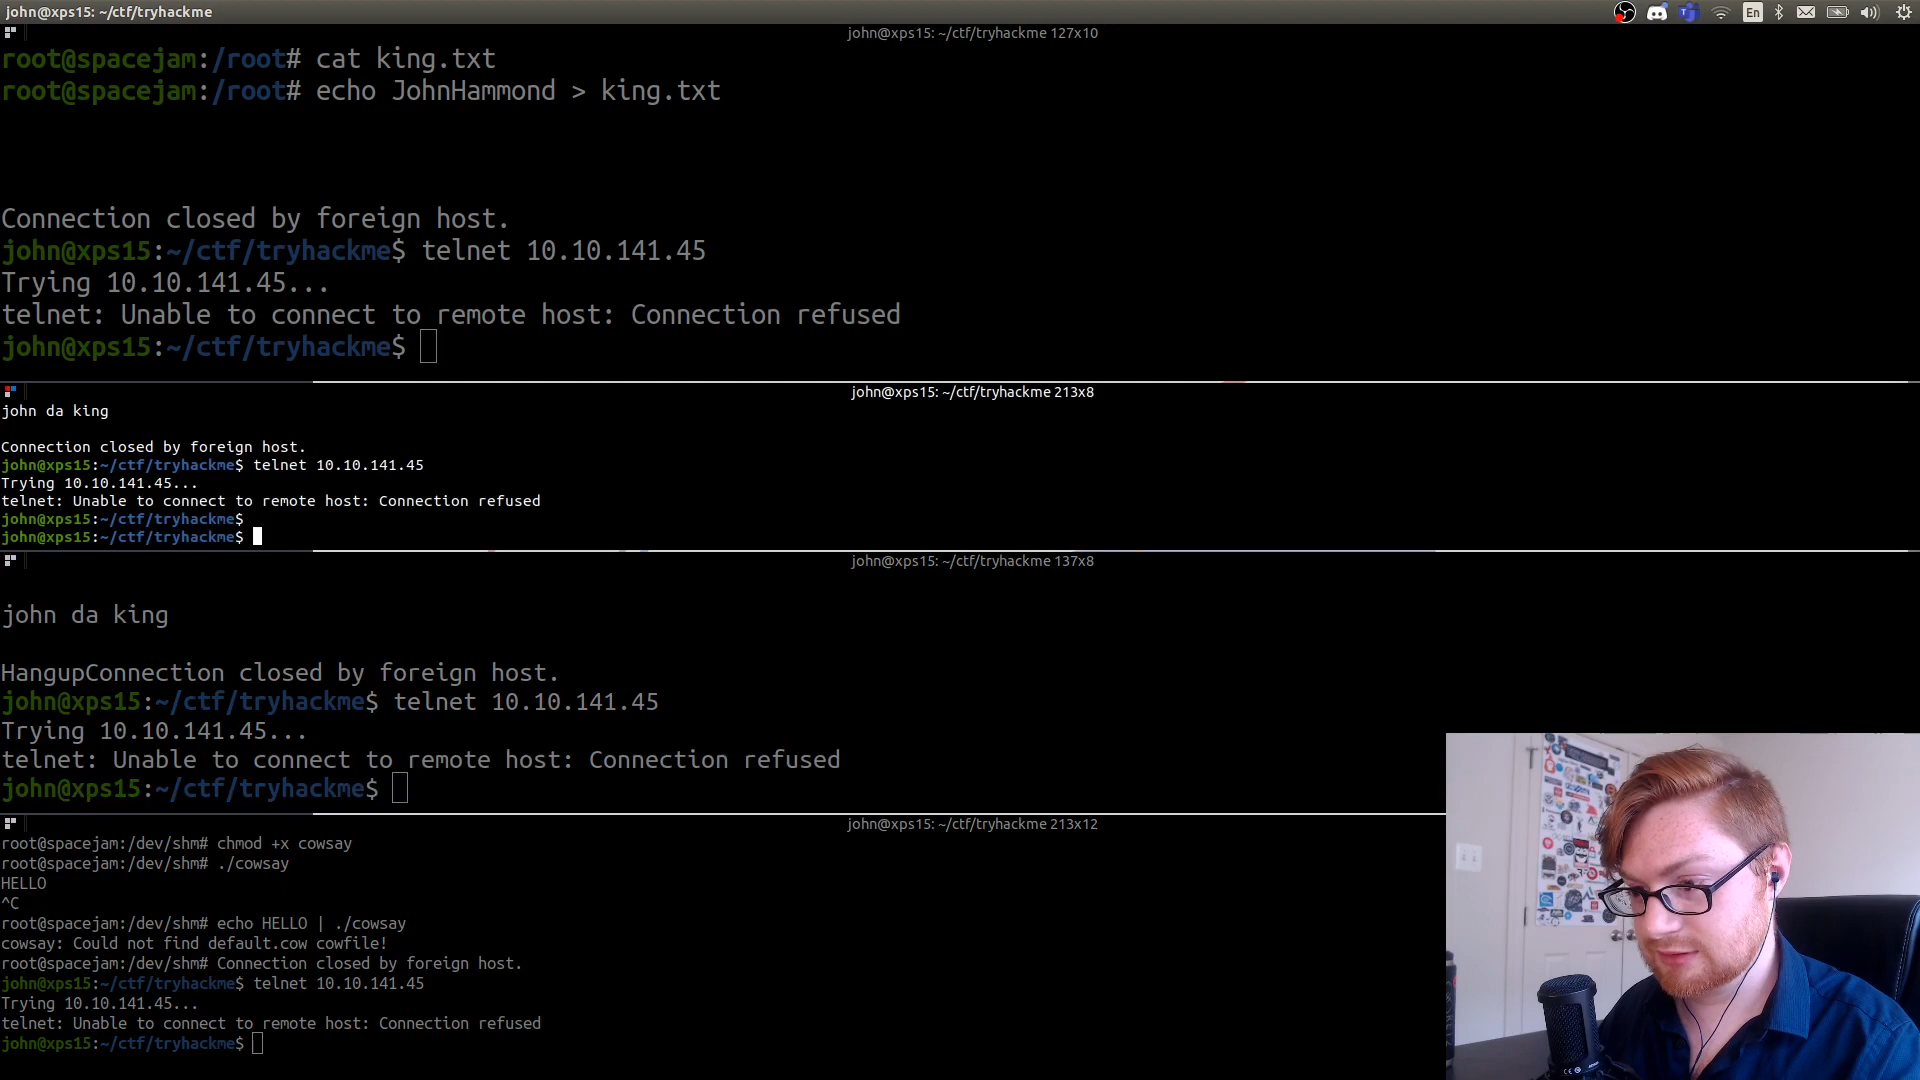 john@xps15: ~/ctf/tryhackme
En
john@xps15: ~/ctf/tryhackme 127x10
root@spacejam:/root# cat king.txt
root@spacejam:/root# echo JohnHammond > king.txt
Connection closed by foreign host.
john@xps15:~/ctf/tryhackme$ telnet 10.10.141.45
Trying 10.10.141.45...
telnet: Unable to connect to remote host: Connection refused
john@xps15:~/ctf/tryhackme$
john@xps15: ~/ctf/tryhackme 213x8
john da king
Connection closed by foreign host.
john@xps15:~/ctf/tryhackme$ telnet 10.10.141.45
Trying 10.10.141.45...
telnet: Unable to connect to remote host: Connection refused
john@xps15:~/ctf/tryhackme$
john@xps15:~/ctf/tryhackme$
john@xps15: ~/ctf/tryhackme 137x8
john da king
HangupConnection closed by foreign host.
john@xps15:~/ctf/tryhackme$ telnet 10.10.141.45
Trying 10.10.141.45...
telnet: Unable to connect to remote host: Connection refused
john@xps15:~/ctf/tryhackme$
john@xps15: ~/ctf/tryhackme 213x12
root@spacejam:/dev/shm# chmod +x cowsay
root@spacejam:/dev/shm# ./cowsay
HELLO
^C
root@spacejam:/dev/shm# echo HELLO | ./cowsay
cowsay: Could not find default.cow cowfile!
root@spacejam:/dev/shm# Connection closed by foreign host.
john@xps15:~/ctf/tryhackme$ telnet 10.10.141.45
Trying 10.10.141.45...
telnet: Unable to connect to remote host: Connection refused
john@xps15:~/ctf/tryhackme$